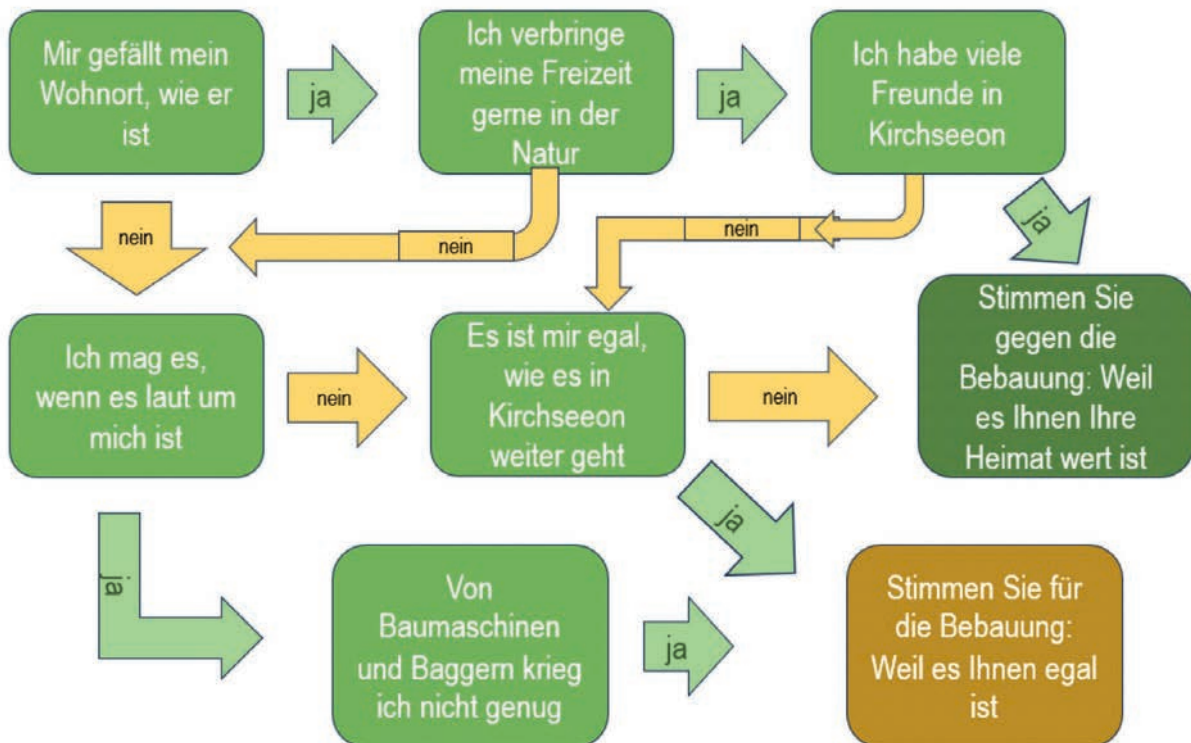 Mir gefällt mein
Wohnort, wie er
ist
ja
Ich verbringe
meine Freizeit
gerne in der
Natur
ja
Ich habe viele
Freunde in
Kirchseeon
nein
nein
nein
ja
Ich mag es,
wenn es laut um
mich ist
nein
Es ist mir egal,
wie es in
Kirchseeon
weiter geht
nein
Stimmen Sie
gegen die
Bebauung: Weil
es Ihnen Ihre
Heimat wert ist
ja
Von
Baumaschinen
und Baggern krieg
ich nicht genug
ja
ja
Stimmen Sie für
die Bebauung:
Weil es Ihnen egal
ist